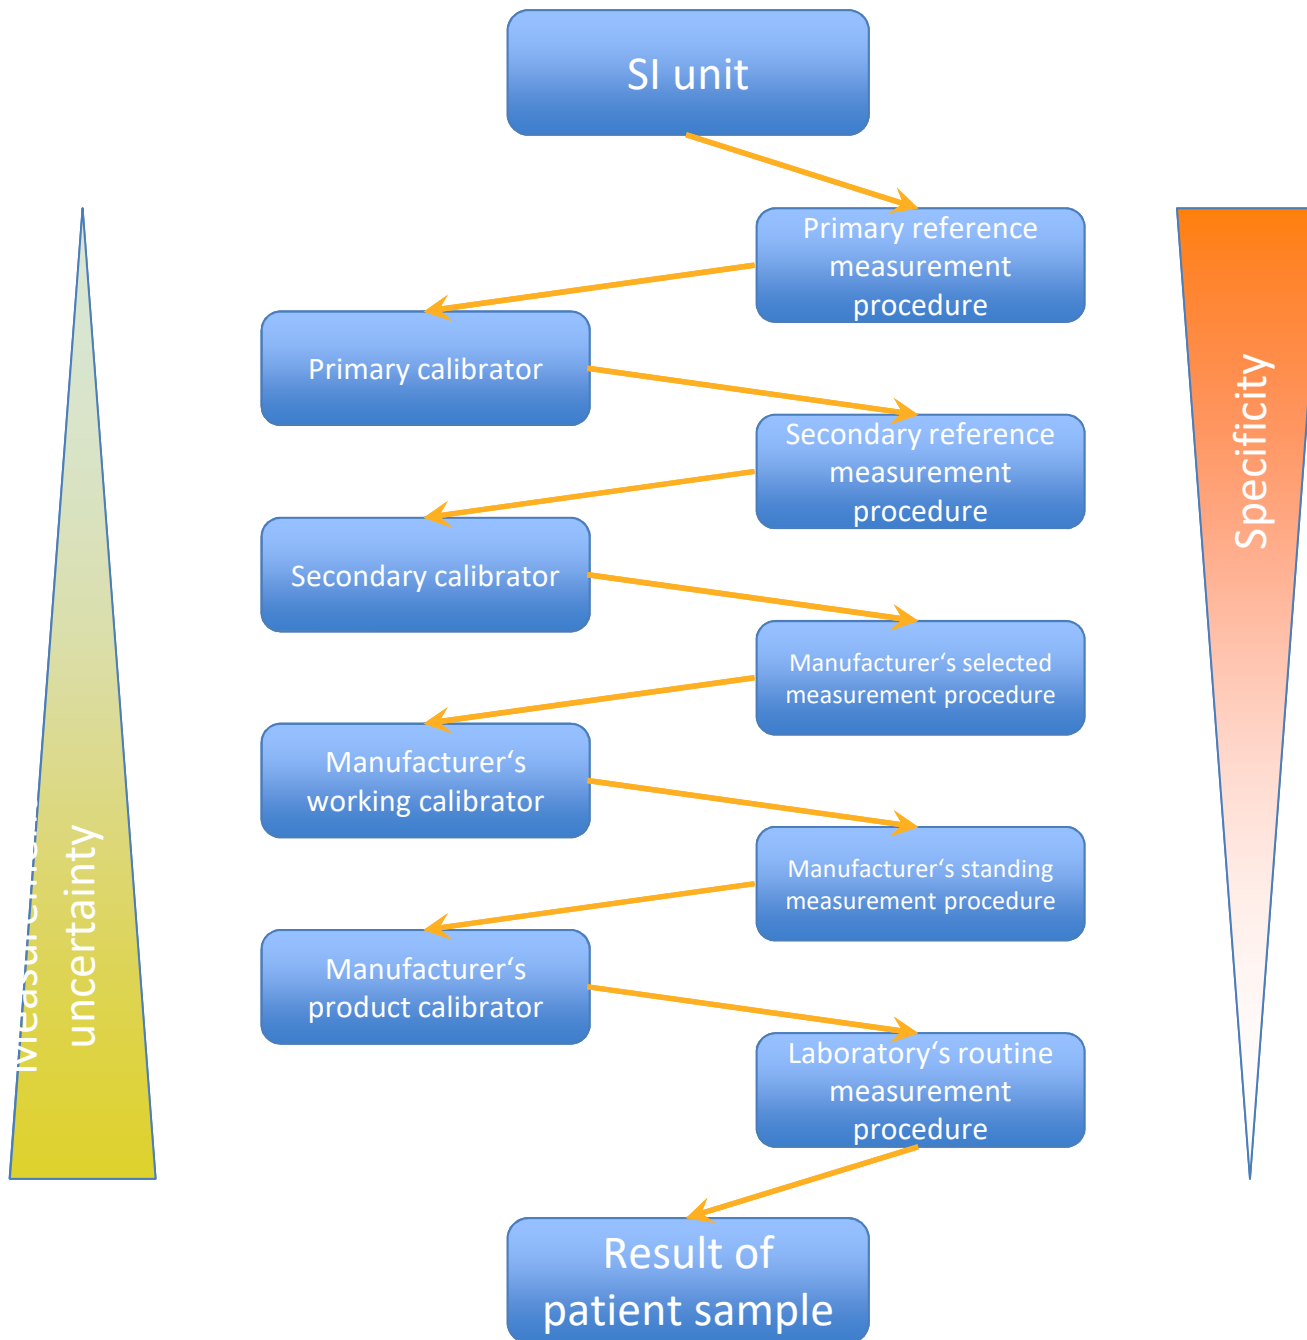 SI unit
Primary reference
measurement
procedure
Primary calibrator
Secondary reference
measurement
procedure
Secondary calibrator
Manufacturer‘s selected
measurement procedure
Manufacturer‘s
working calibrator
Manufacturer‘s standing
measurement procedure
Manufacturer‘s
product calibrator
Laboratory‘s routine
measurement
procedure
Result of
patient sample
Measurement
uncertainty
Specificity